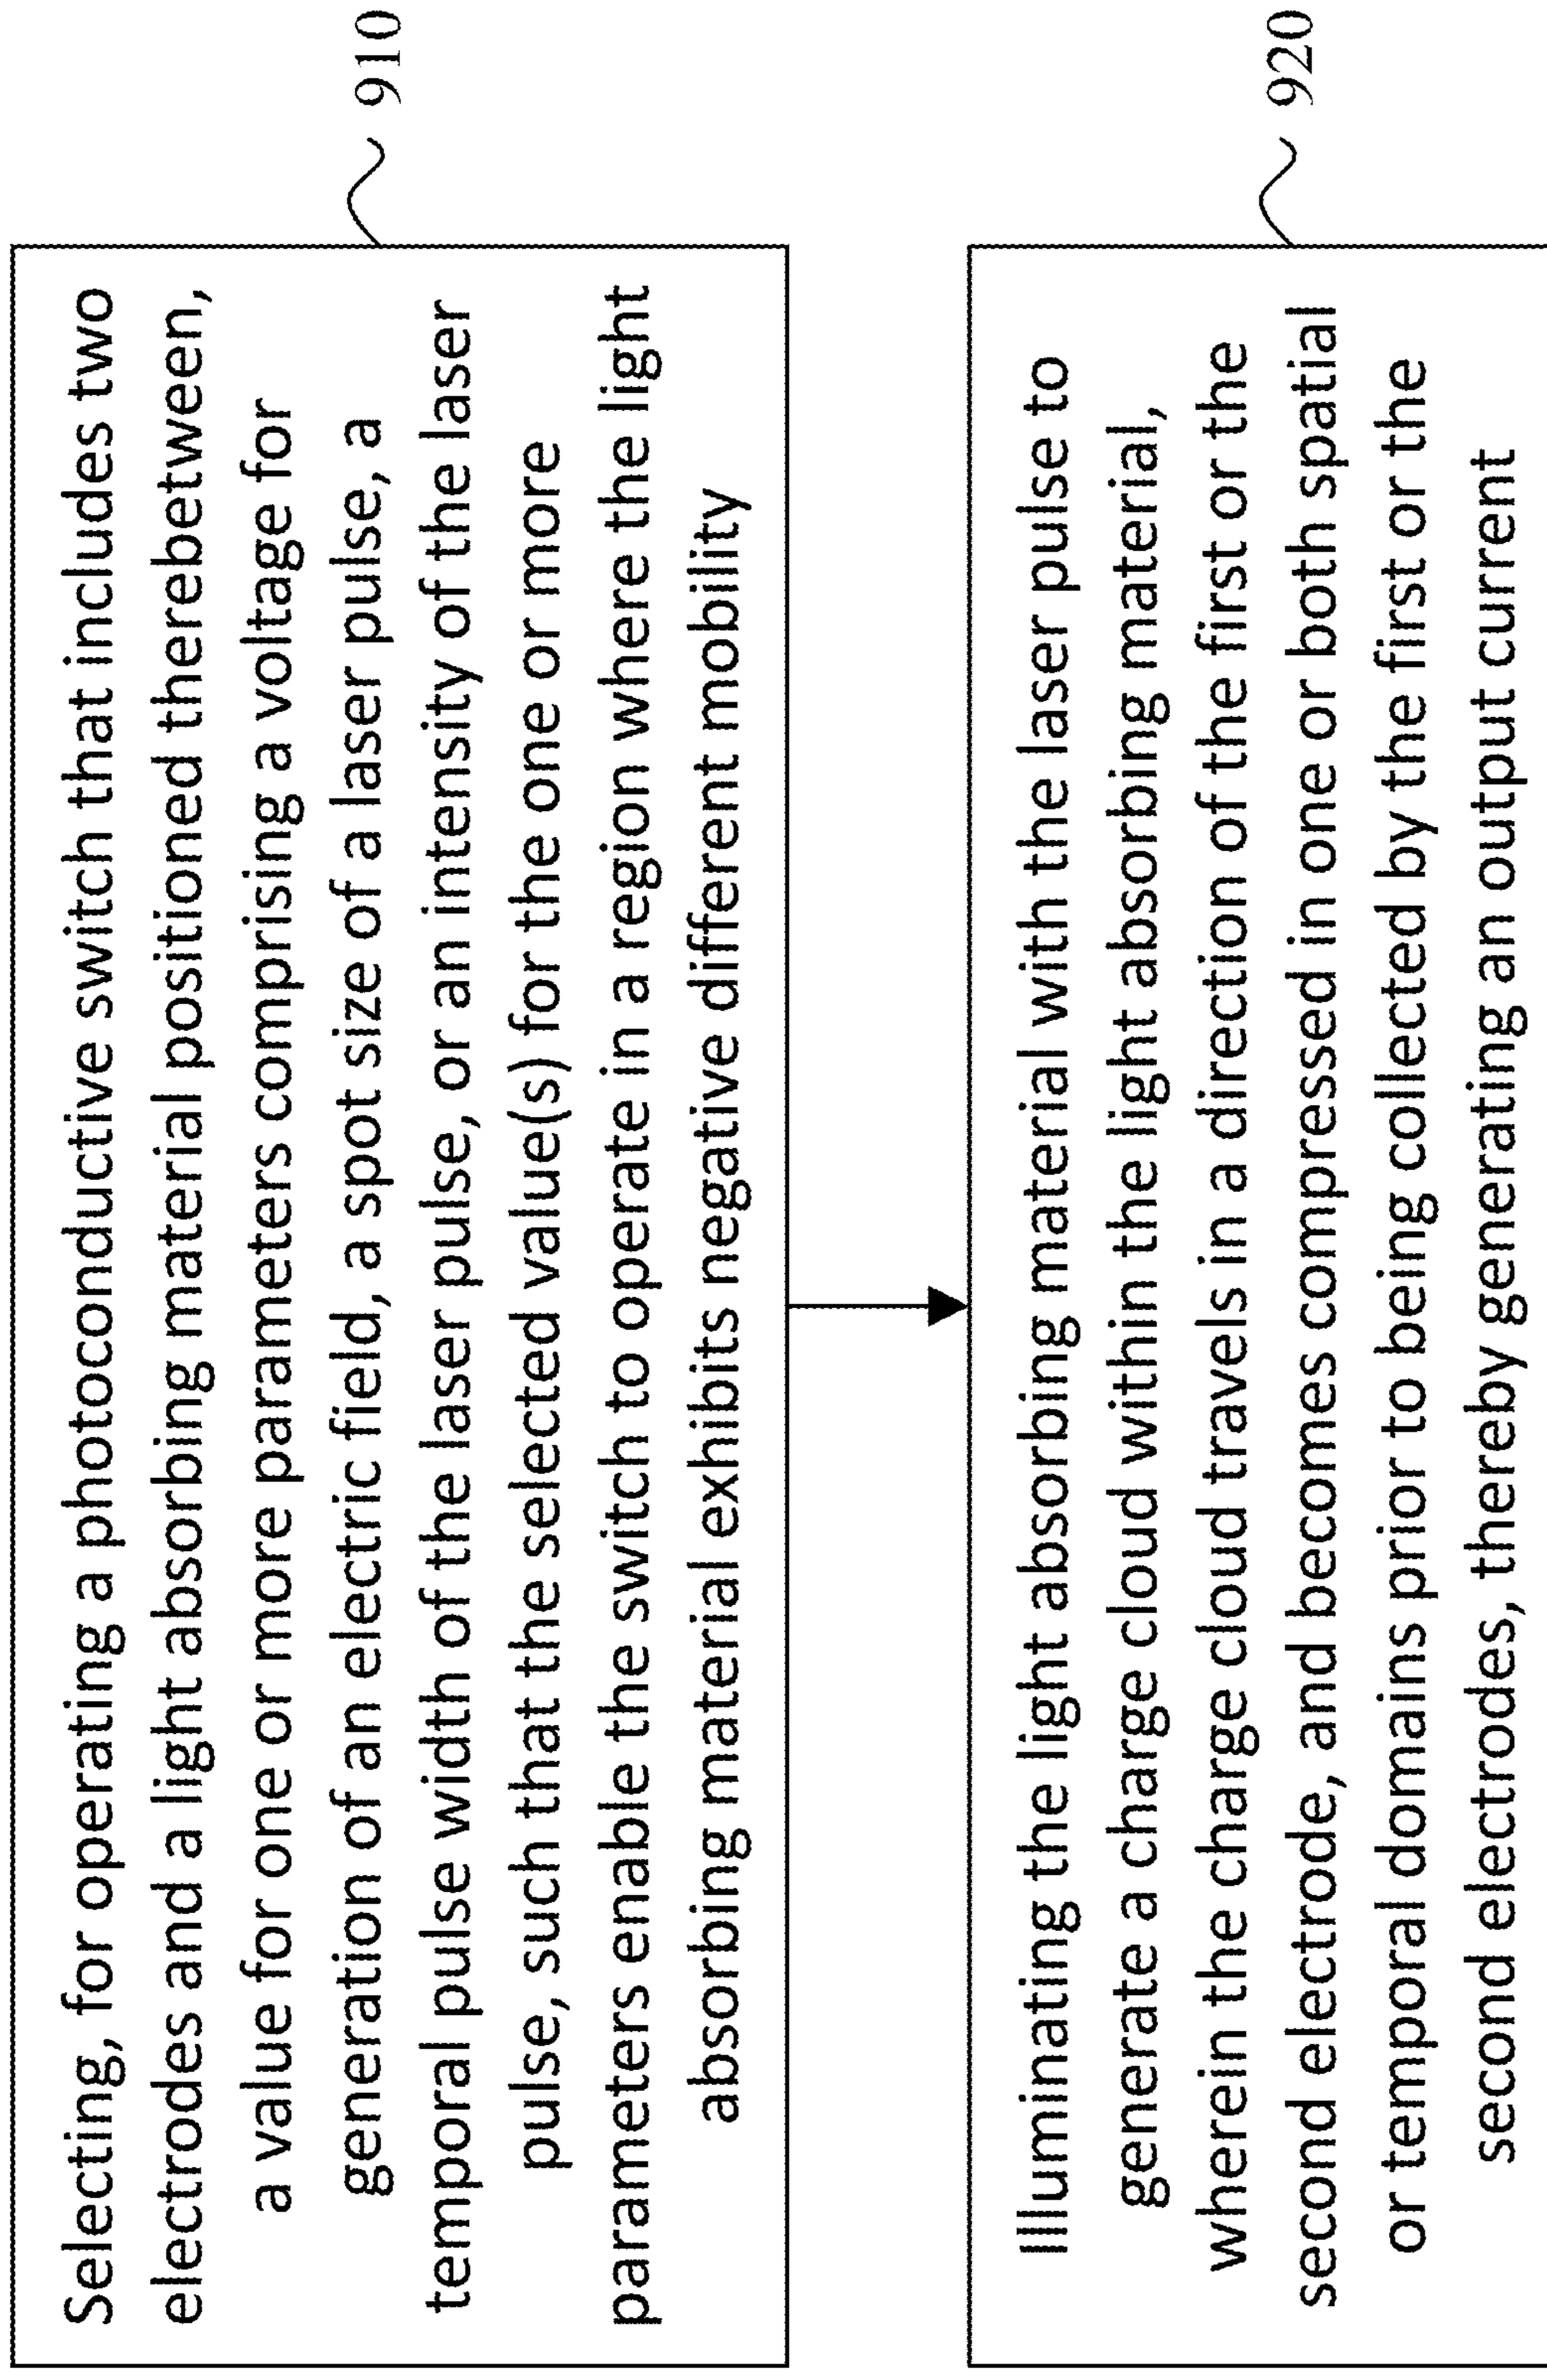 Selecting, for operating a photoconductive switch that includes two
electrodes and a light absorbing material positioned therebetween,
a value for one or more parameters comprising a voltage for
generation of an electric field, a spot size of a laser pulse, a
temporal pulse width of the laser pulse, or an intensity of the laser
pulse, such that the selected value(s) for the one or more
parameters enable the switch to operate in a region where the light
absorbing material exhibits negative different mobility
910
Illuminating the light absorbing material with the laser pulse to
generate a charge cloud within the light absorbing material,
wherein the charge cloud travels in a direction of the first or the
second electrode, and becomes compressed in one or both spatial
or temporal domains prior to being collected by the first or the
second electrodes, thereby generating an output current
920